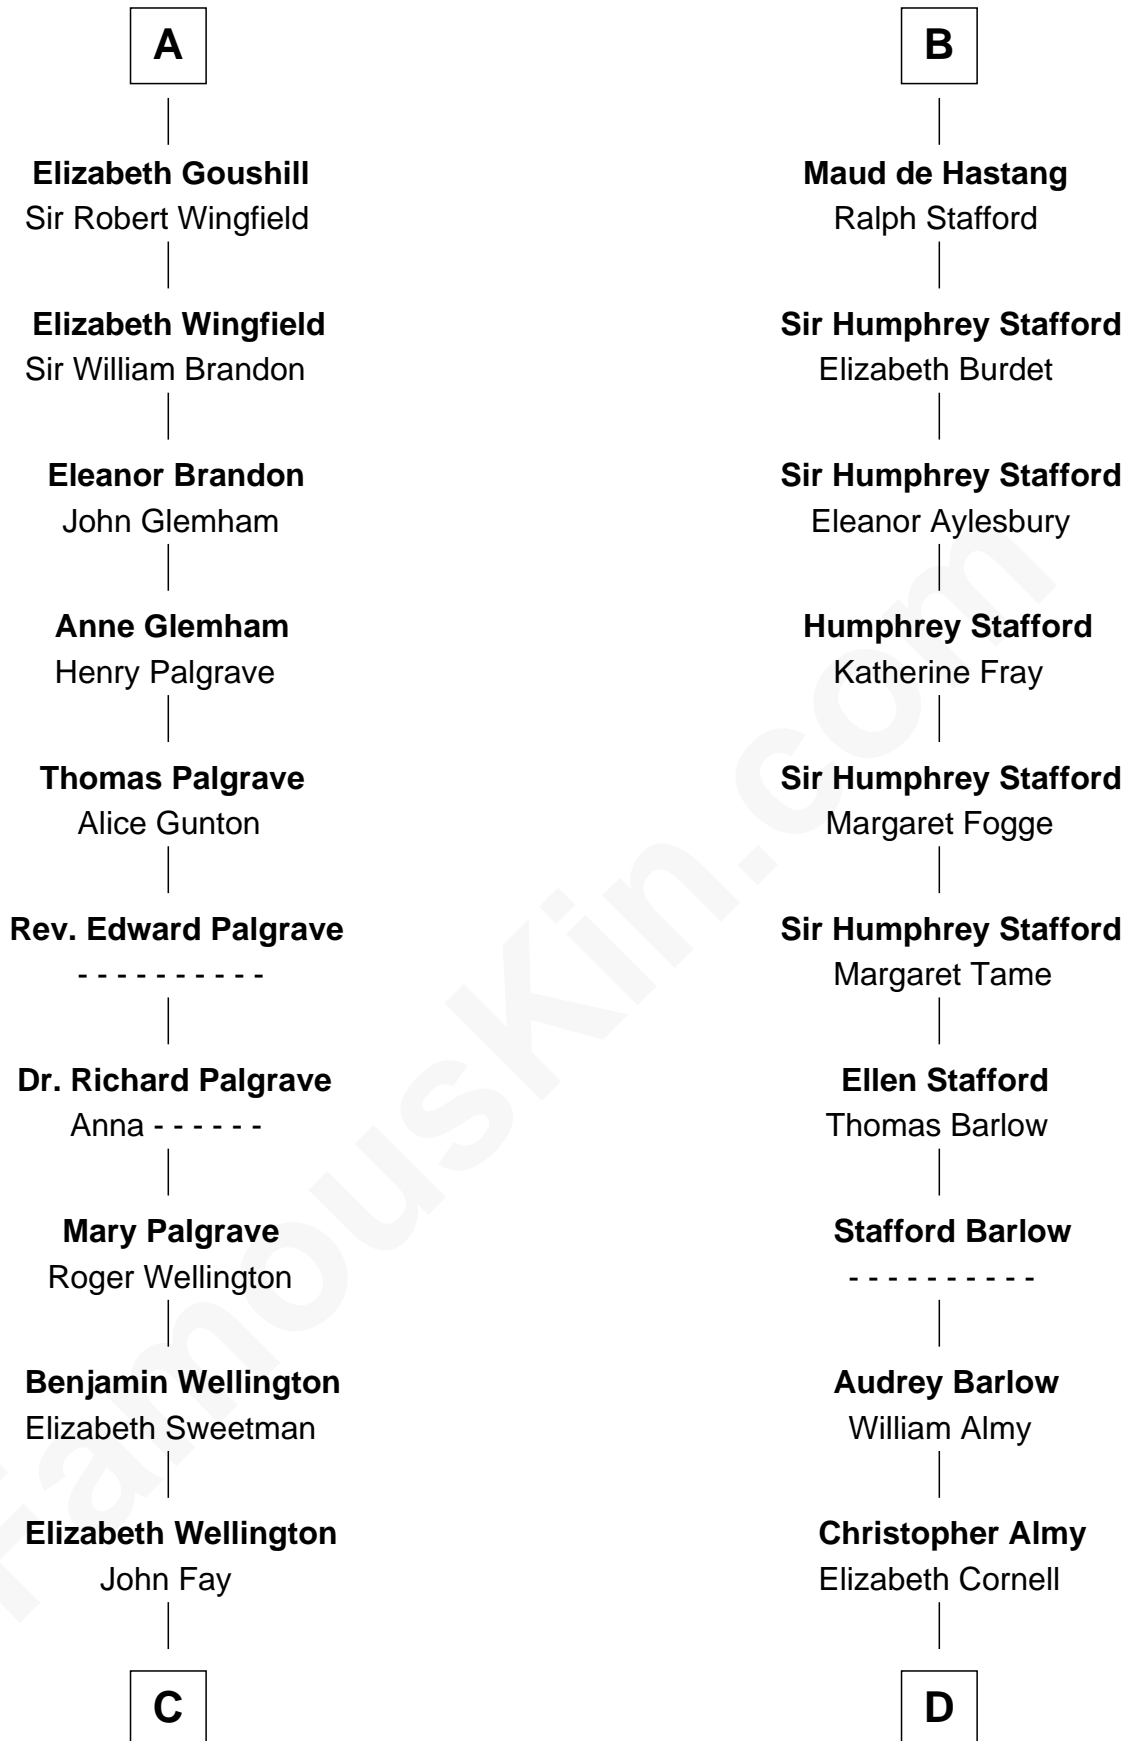 A
Elizabeth Goushill
Sir Robert Wingfield
Elizabeth Wingfield
Sir William Brandon
Eleanor Brandon
John Glemham
Anne Glemham
Henry Palgrave
Thomas Palgrave
Alice Gunton
Rev. Edward Palgrave
- - - - - - - - - -
Dr. Richard Palgrave
Anna - - - - - -
Mary Palgrave
Roger Wellington
Benjamin Wellington
Elizabeth Sweetman
Elizabeth Wellington
John Fay
C
B
Maud de Hastang
Ralph Stafford
Sir Humphrey Stafford
Elizabeth Burdet
Sir Humphrey Stafford
Eleanor Aylesbury
Humphrey Stafford
Katherine Fray
Sir Humphrey Stafford
Margaret Fogge
Sir Humphrey Stafford
Margaret Tame
Ellen Stafford
Thomas Barlow
Stafford Barlow
- - - - - - - - - -
Audrey Barlow
William Almy
Christopher Almy
Elizabeth Cornell
D
FamousKin.com